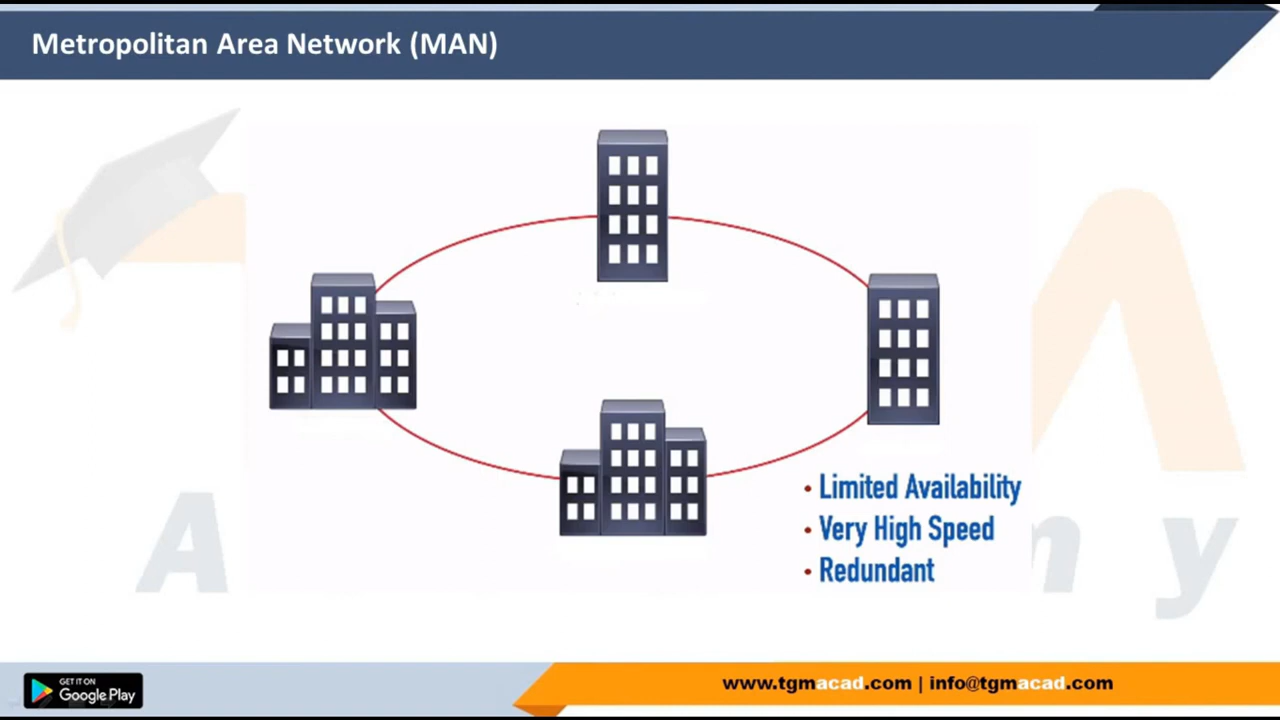 Metropolitan Area Network (MAN)
• Limited Availability
• Very High Speed
• Redundant
A my
GET IT ON
Google Play
www.tgmacad.com | info@tgmacad.com